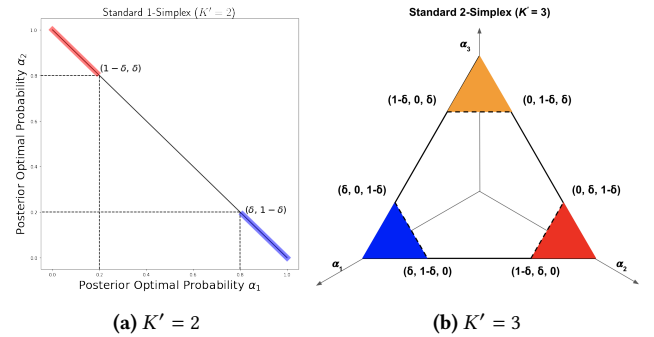 Standard 1-Simplex (K′ = 2)
Posterior Optimal Probability α2
1.0
0.8
0.6
0.4
0.2
0.0
(1 − δ, δ)
(δ, 1 − δ)
0.0
0.2
0.4
0.6
0.8
1.0
Posterior Optimal Probability α1
(a) K′ = 2
Standard 2-Simplex (K = 3)
α3
(1-δ, 0, δ)
(0, 1-δ, δ)
(δ, 0, 1-δ)
(0, δ, 1-δ)
α1
α2
(δ, 1-δ, 0)
(1-δ, δ, 0)
(b) K′ = 3